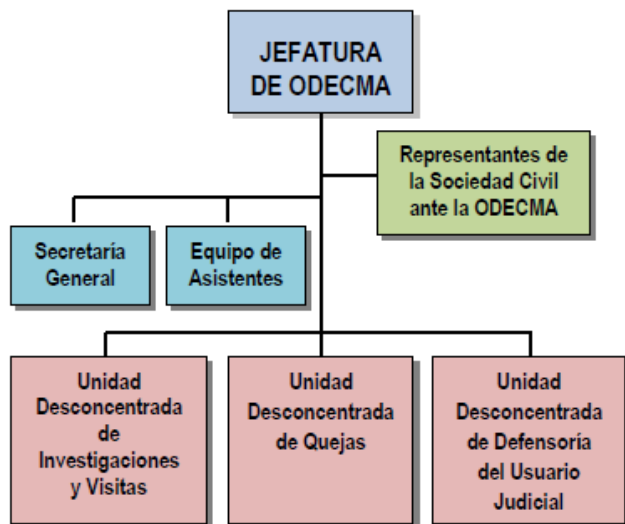 JEFATURA
DE ODECMA
Representantes de
la Sociedad Civil
ante la ODECMA
Secretaría
General
Equipo de
Asistentes
Unidad
Desconcentrada
de
Investigaciones
y Visitas
Unidad
Desconcentrada
de Quejas
Unidad
Desconcentrada
de Defensoría
del Usuario
Judicial